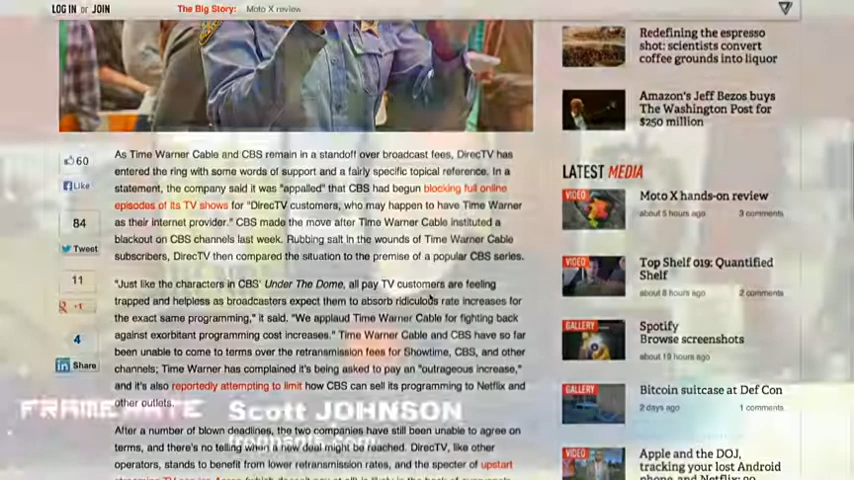 LOG IN or JOIN
The Big Story: Moto X review
Redefining the espresso
shot: scientists convert
coffee grounds into liquor
Amazon's Jeff Bezos buys
The Washington Post for
$250 million
LATEST MEDIA
VIDEO
Moto X hands-on review
about 5 hours ago 3 comments
VIDEO
Top Shelf 019: Quantified
Shelf
about 8 hours ago 2 comments
GALLERY
Spotify
Browse screenshots
about 19 hours ago
GALLERY
Bitcoin suitcase at Def Con
2 days ago 1 comments
VIDEO
Apple and the DOJ,
tracking your lost Android
phone, and Netflix: 90
60
Like
84
Tweet
11
+1
4
in Share
As Time Warner Cable and CBS remain in a standoff over broadcast fees, DirecTV has
entered the ring with some words of support and a fairly specific topical reference. In a
statement, the company said it was "appalled" that CBS had begun blocking full online
episodes of its TV shows for "DirecTV customers, who may happen to have Time Warner
as their internet provider." CBS made the move after Time Warner Cable instituted a
blackout on CBS channels last week. Rubbing salt in the wounds of Time Warner Cable
subscribers, DirecTV then compared the situation to the premise of a popular CBS series.
"Just like the characters in CBS' Under The Dome, all pay TV customers are feeling
trapped and helpless as broadcasters expect them to absorb ridiculous rate increases for
the exact same programming," it said. "We applaud Time Warner Cable for fighting back
against exorbitant programming cost increases." Time Warner Cable and CBS have so far
been unable to come to terms over the retransmission fees for Showtime, CBS, and other
channels; Time Warner has complained it's being asked to pay an "outrageous increase,"
and it's also reportedly attempting to limit how CBS can sell its programming to Netflix and
other outlets.
After a number of blown deadlines, the two companies have still been unable to agree on
terms, and there's no telling when a new deal might be reached. DirecTV, like other
operators, stands to benefit from lower retransmission rates, and the specter of upstart
FRAMERATE
Scott JOHNSON
frogpants.com